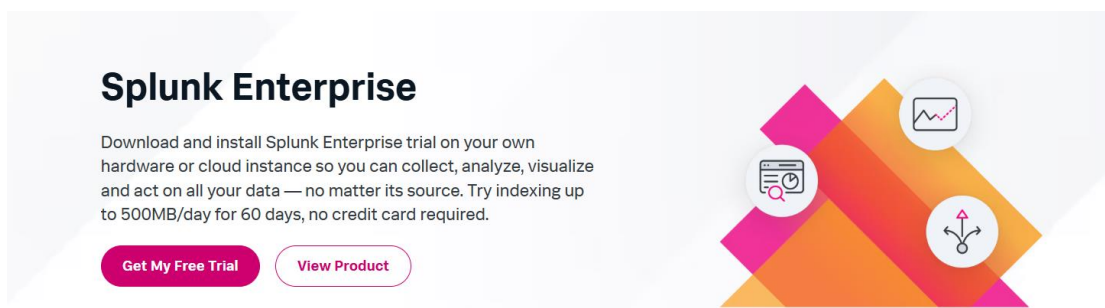 Splunk Enterprise
Download and install Splunk Enterprise trial on your own
hardware or cloud instance so you can collect, analyze, visualize
and act on all your data — no matter its source. Try indexing up
to 500MB/day for 60 days, no credit card required.
Get My Free Trial
View Product